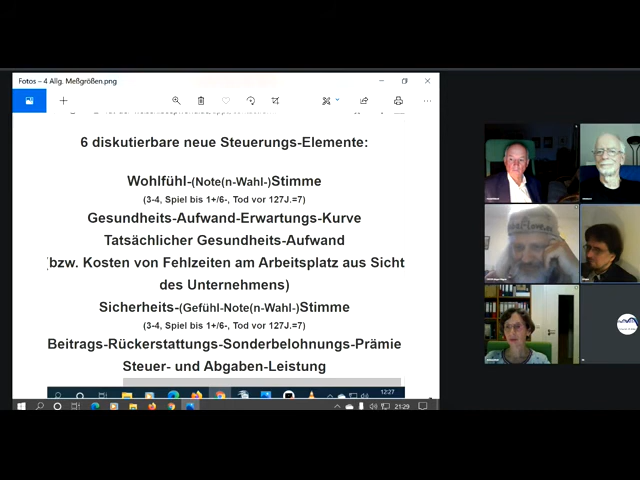 Fotos – 4 Allg. Meßgrößen.png
6 diskutierbare neue Steuerungs-Elemente:
Wohlfühl-(Note(n-Wahl-)Stimme
(3-4, Spiel bis 1+/6-, Tod vor 127J.=7)
Gesundheits-Aufwand-Erwartungs-Kurve
Tatsächlicher Gesundheits-Aufwand
(bzw. Kosten von Fehlzeiten am Arbeitsplatz aus Sicht
des Unternehmens)
Sicherheits-(Gefühl-Note(n-Wahl-)Stimme
(3-4, Spiel bis 1+/6-, Tod vor 127J.=7)
Beitrags-Rückerstattungs-Sonderbelohnungs-Prämie
Steuer- und Abgaben-Leistung
12:27
21:29